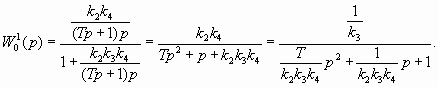 W_0^1(p) = \frac{\frac{k_2 k_4}{(Tp+1)p}}{1+\frac{k_2 k_3 k_4}{(Tp+1)p}} = \frac{k_2 k_4}{Tp^2+p+k_2 k_3 k_4} = \frac{\frac{1}{k_3}}{\frac{T}{k_2 k_3 k_4}p^2+\frac{1}{k_2 k_3 k_4}p+1}.